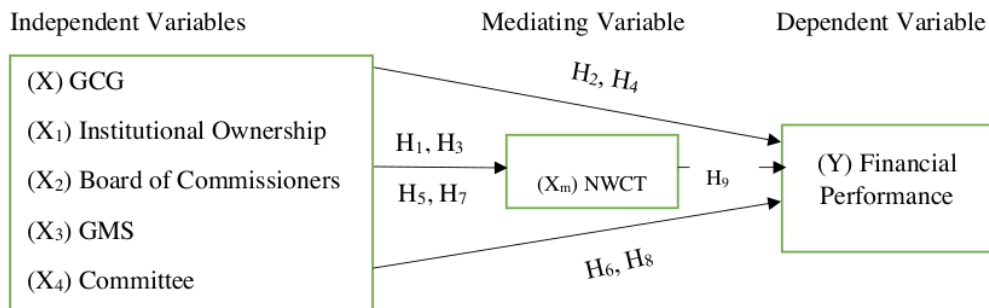 Independent Variables
Mediating Variable
Dependent Variable
(X) GCG
(X₁) Institutional Ownership
(X₂) Board of Commissioners
(X₃) GMS
(X₄) Committee
H₂, H₄
H₁, H₃
H₅, H₇
(Xₘ) NWCT
H₉
H₆, H₈
(Y) Financial
Performance